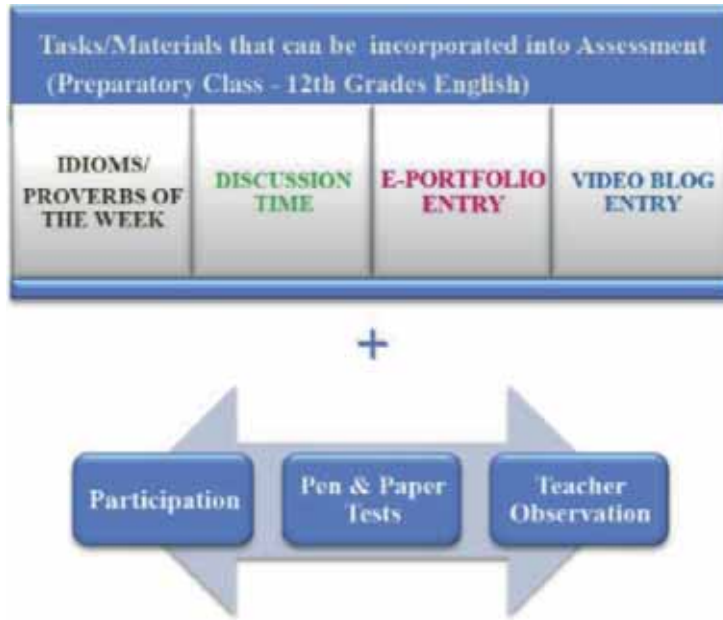 Tasks/Materials that can be incorporated into Assessment
(Preparatory Class - 12th Grades English)
IDIOMS/
PROVERBS OF
THE WEEK
DISCUSSION
TIME
E-PORTFOLIO
ENTRY
VIDEO BLOG
ENTRY
+
Participation
Pen & Paper
Tests
Teacher
Observation